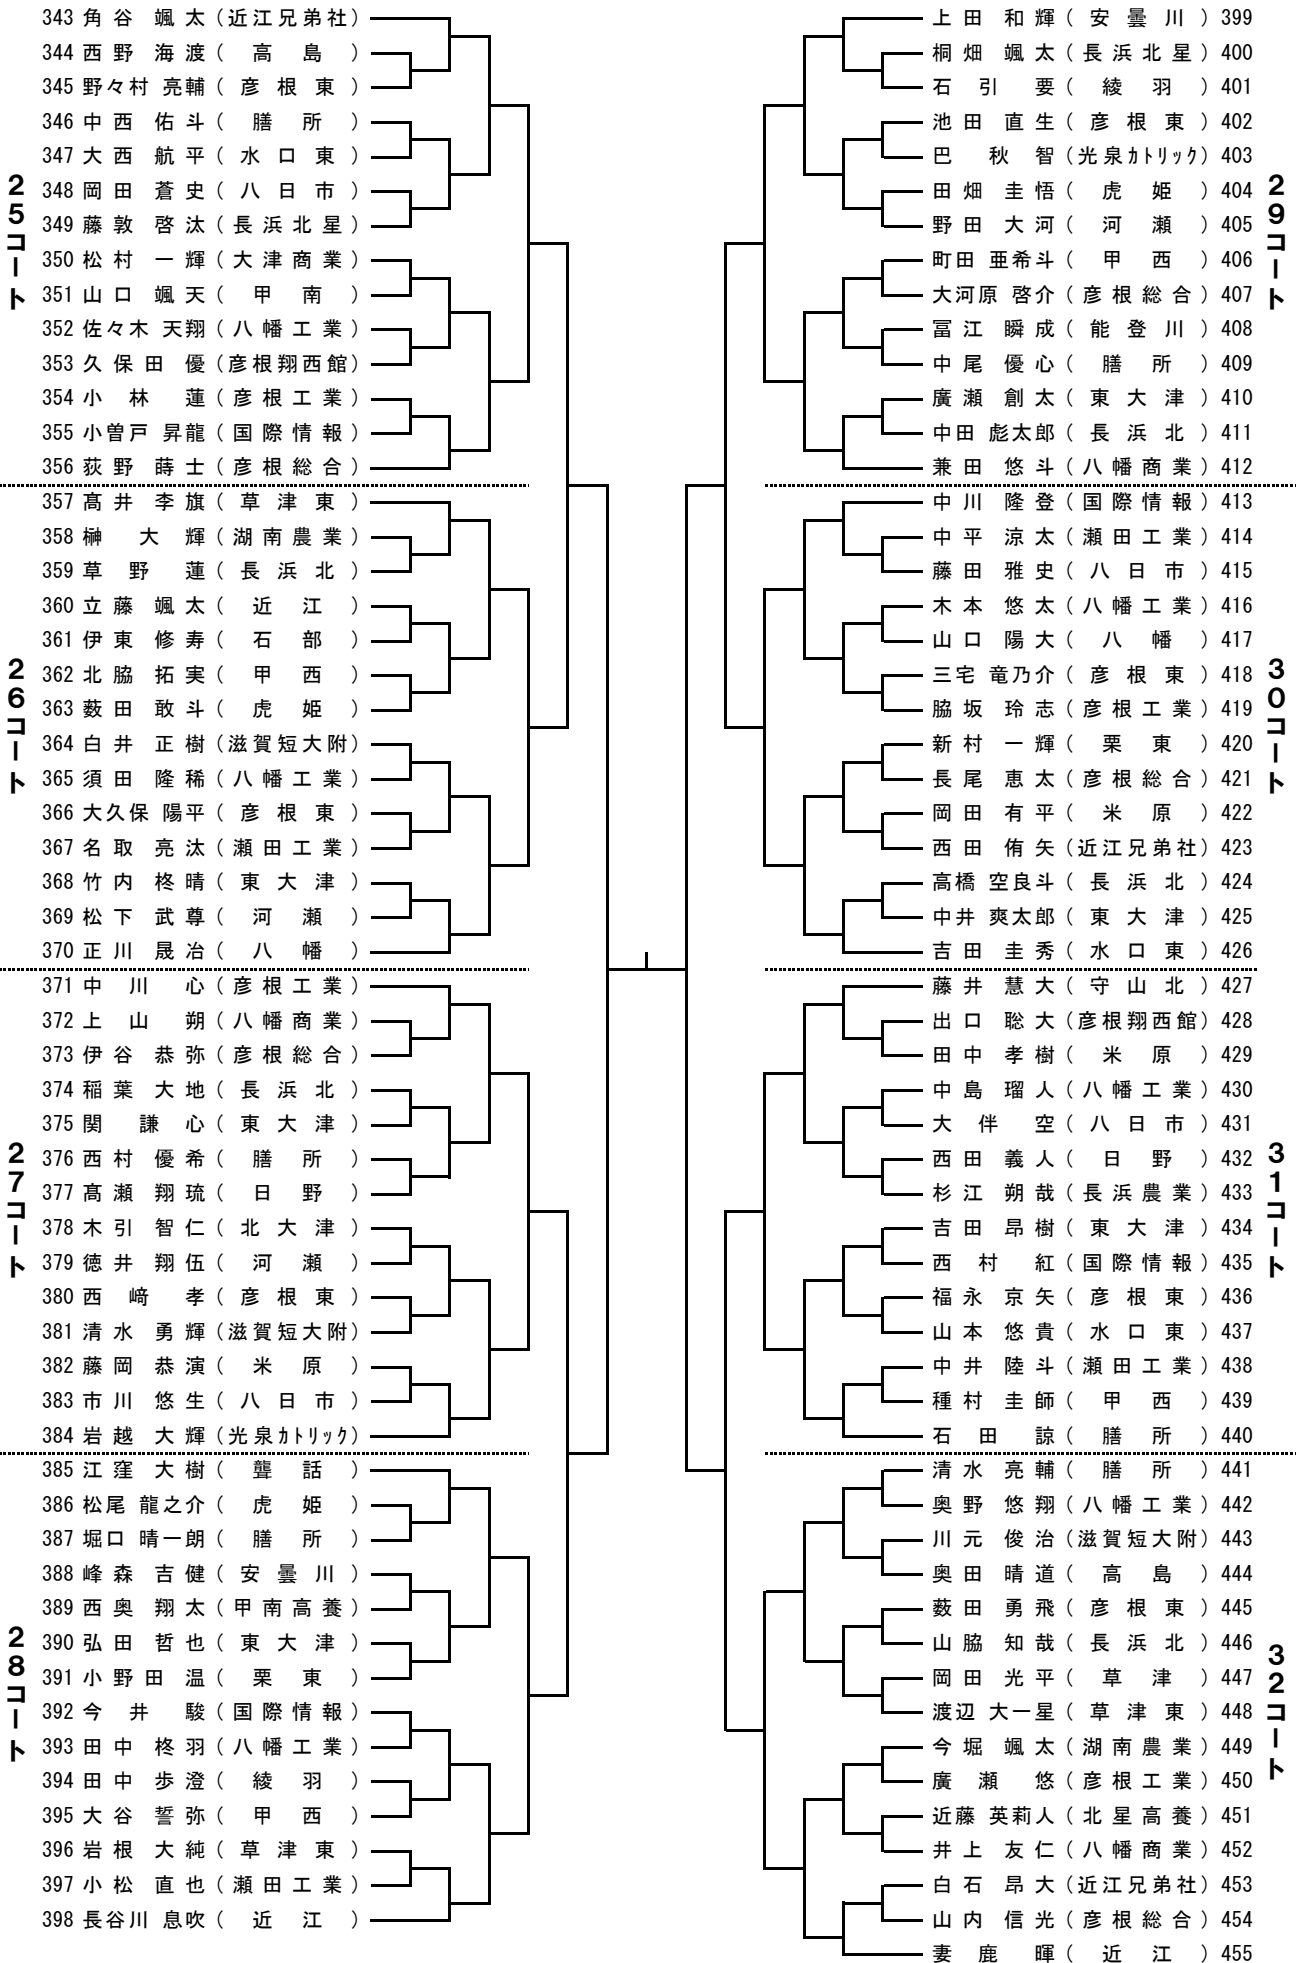 25コート
343 角谷 颯太（近江兄弟社）
344 西野 海渡（高島）
345 野々村 亮輔（彦根東）
346 中西 佑斗（膳所）
347 大西 航平（水口東）
348 岡田 蒼史（八日市）
349 藤敦 啓汰（長浜北星）
350 松村 一輝（大津商業）
351 山口 颯天（甲南）
352 佐々木 天翔（八幡工業）
353 久保田 優（彦根翔西館）
354 小林 蓮（彦根工業）
355 小曽戸 昇龍（国際情報）
356 荻野 蒔士（彦根総合）
26コート
357 髙井 李旗（草津東）
358 榊 大輝（湖南農業）
359 草野 蓮（長浜北）
360 立藤 颯太（近江）
361 伊東 修寿（石部）
362 北脇 拓実（甲西）
363 薮田 敢斗（虎姫）
364 白井 正樹（滋賀短大附）
365 須田 隆稀（八幡工業）
366 大久保 陽平（彦根東）
367 名取 亮汰（瀬田工業）
368 竹内 柊晴（東大津）
369 松下 武尊（河瀬）
370 正川 晟冶（八幡）
27コート
371 中川 心（彦根工業）
372 上山 朔（八幡商業）
373 伊谷 恭弥（彦根総合）
374 稲葉 大地（長浜北）
375 関 謙心（東大津）
376 西村 優希（膳所）
377 髙瀬 翔琉（日野）
378 木引 智仁（北大津）
379 徳井 翔伍（河瀬）
380 西﨑 孝（彦根東）
381 清水 勇輝（滋賀短大附）
382 藤岡 恭演（米原）
383 市川 悠生（八日市）
384 岩越 大輝（光泉ｶﾄﾘｯｸ）
28コート
385 江窪 大樹（聾話）
386 松尾 龍之介（虎姫）
387 堀口 晴一朗（膳所）
388 峰森 吉健（安曇川）
389 西奥 翔太（甲南高養）
390 弘田 哲也（東大津）
391 小野田 温（栗東）
392 今井 駿（国際情報）
393 田中 柊羽（八幡工業）
394 田中 歩澄（綾羽）
395 大谷 誓弥（甲西）
396 岩根 大純（草津東）
397 小松 直也（瀬田工業）
398 長谷川 息吹（近江）
29コート
上田 和輝（安曇川）399
桐畑 颯太（長浜北星）400
石引 要（綾羽）401
池田 直生（彦根東）402
巴 秋智（光泉ｶﾄﾘｯｸ）403
田畑 圭悟（虎姫）404
野田 大河（河瀬）405
町田 亜希斗（甲西）406
大河原 啓介（彦根総合）407
冨江 瞬成（能登川）408
中尾 優心（膳所）409
廣瀬 創太（東大津）410
中田 彪太郎（長浜北）411
兼田 悠斗（八幡商業）412
30コート
中川 隆登（国際情報）413
中平 涼太（瀬田工業）414
藤田 雅史（八日市）415
木本 悠太（八幡工業）416
山口 陽大（八幡）417
三宅 竜乃介（彦根東）418
脇坂 玲志（彦根工業）419
新村 一輝（栗東）420
長尾 恵太（彦根総合）421
岡田 有平（米原）422
西田 侑矢（近江兄弟社）423
高橋 空良斗（長浜北）424
中井 爽太郎（東大津）425
吉田 圭秀（水口東）426
31コート
藤井 慧大（守山北）427
出口 聡大（彦根翔西館）428
田中 孝樹（米原）429
中島 瑠人（八幡工業）430
大伴 空（八日市）431
西田 義人（日野）432
杉江 朔哉（長浜農業）433
吉田 昂樹（東大津）434
西村 紅（国際情報）435
福永 京矢（彦根東）436
山本 悠貴（水口東）437
中井 陸斗（瀬田工業）438
種村 圭師（甲西）439
石田 諒（膳所）440
32コート
清水 亮輔（膳所）441
奥野 悠翔（八幡工業）442
川元 俊治（滋賀短大附）443
奥田 晴道（高島）444
薮田 勇飛（彦根東）445
山脇 知哉（長浜北）446
岡田 光平（草津）447
渡辺 大一星（草津東）448
今堀 颯太（湖南農業）449
廣瀬 悠（彦根工業）450
近藤 英莉人（北星高養）451
井上 友仁（八幡商業）452
白石 昂大（近江兄弟社）453
山内 信光（彦根総合）454
妻鹿 暉（近江）455